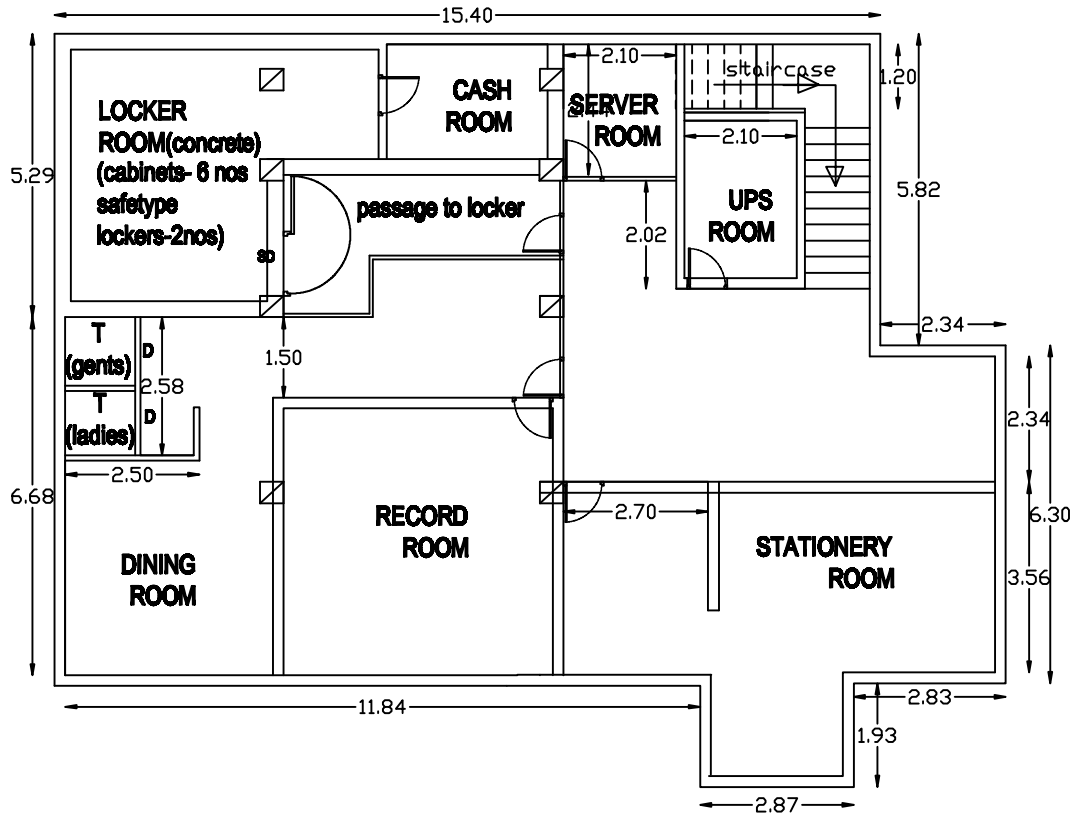 15.40
2.10
staircase
1.20
CASH
ROOM
SERVER
ROOM
LOCKER
ROOM(concrete)
(cabinets- 6 nos
safetype
lockers-2nos)
2.10
5.29
5.82
passage to locker
UPS
ROOM
2.02
SD
2.34
T
(gents)
D
1.50
2.58
T
(ladies)
D
2.34
2.50
6.68
2.70
6.30
RECORD
ROOM
STATIONERY
ROOM
3.56
DINING
ROOM
11.84
2.83
1.93
2.87